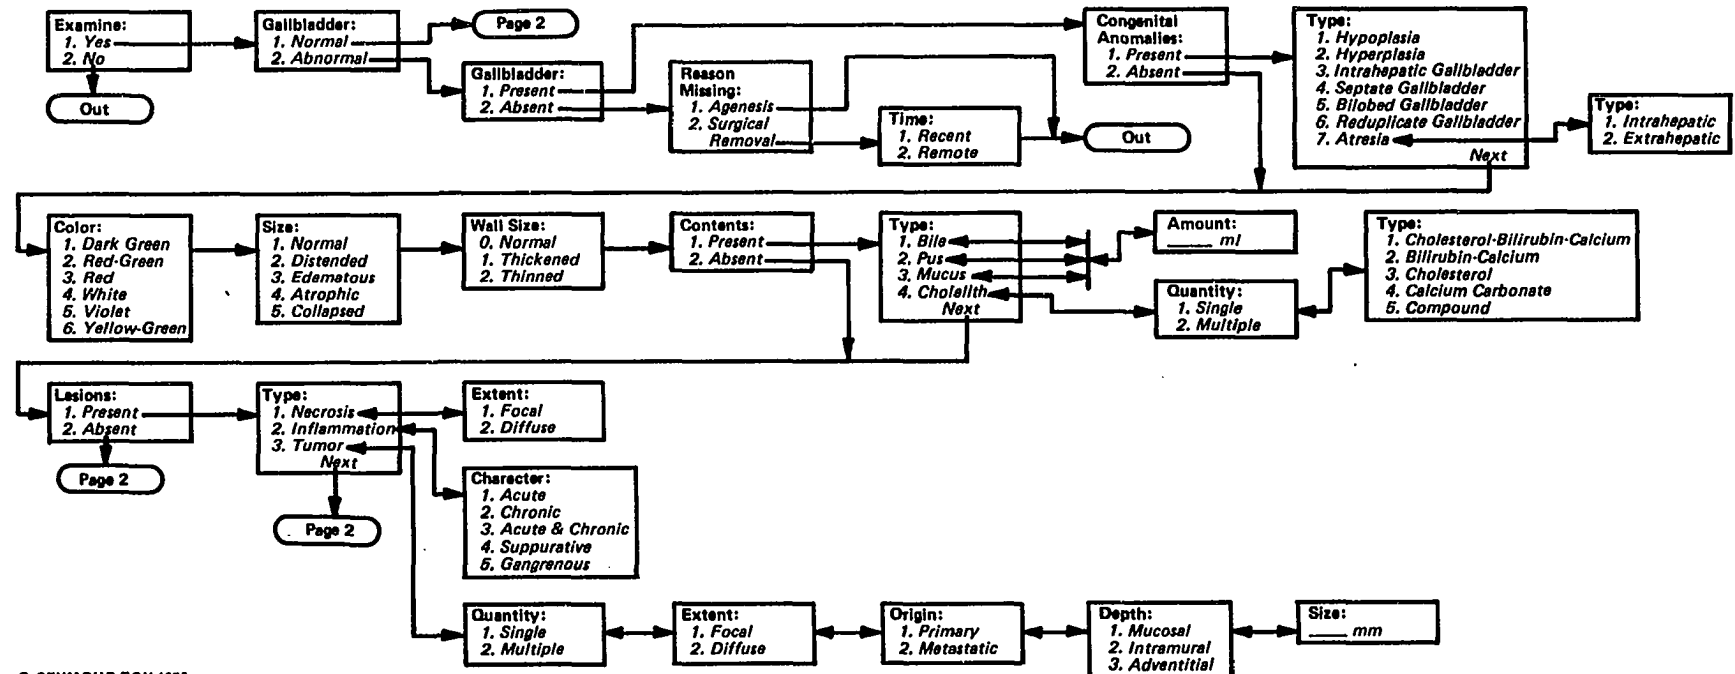 Examine:
1. Yes
2. No
Out
Gallbladder:
1. Normal
2. Abnormal
Page 2
Gallbladder:
1. Present
2. Absent
Reason
Missing:
1. Agenesis
2. Surgical
Removal
Time:
1. Recent
2. Remote
Out
Congenital
Anomalies:
1. Present
2. Absent
Type:
1. Hypoplasia
2. Hyperplasia
3. Intrahepatic Gallbladder
4. Septate Gallbladder
5. Bilobed Gallbladder
6. Reduplicate Gallbladder
7. Atresia
Next
Type:
1. Intrahepatic
2. Extrahepatic
Color:
1. Dark Green
2. Red-Green
3. Red
4. White
5. Violet
6. Yellow-Green
Size:
1. Normal
2. Distended
3. Edematous
4. Atrophic
5. Collapsed
Wall Size:
0. Normal
1. Thickened
2. Thinned
Contents:
1. Present
2. Absent
Type:
1. Bile
2. Pus
3. Mucus
4. Cholelith
Next
Amount:
____ ml
Quantity:
1. Single
2. Multiple
Type:
1. Cholesterol-Bilirubin-Calcium
2. Bilirubin-Calcium
3. Cholesterol
4. Calcium Carbonate
5. Compound
Lesions:
1. Present
2. Absent
Page 2
Type:
1. Necrosis
2. Inflammation
3. Tumor
Next
Page 2
Extent:
1. Focal
2. Diffuse
Character:
1. Acute
2. Chronic
3. Acute & Chronic
4. Suppurative
5. Gangrenous
Quantity:
1. Single
2. Multiple
Extent:
1. Focal
2. Diffuse
Origin:
1. Primary
2. Metastatic
Depth:
1. Mucosal
2. Intramural
3. Adventitial
Size:
____ mm